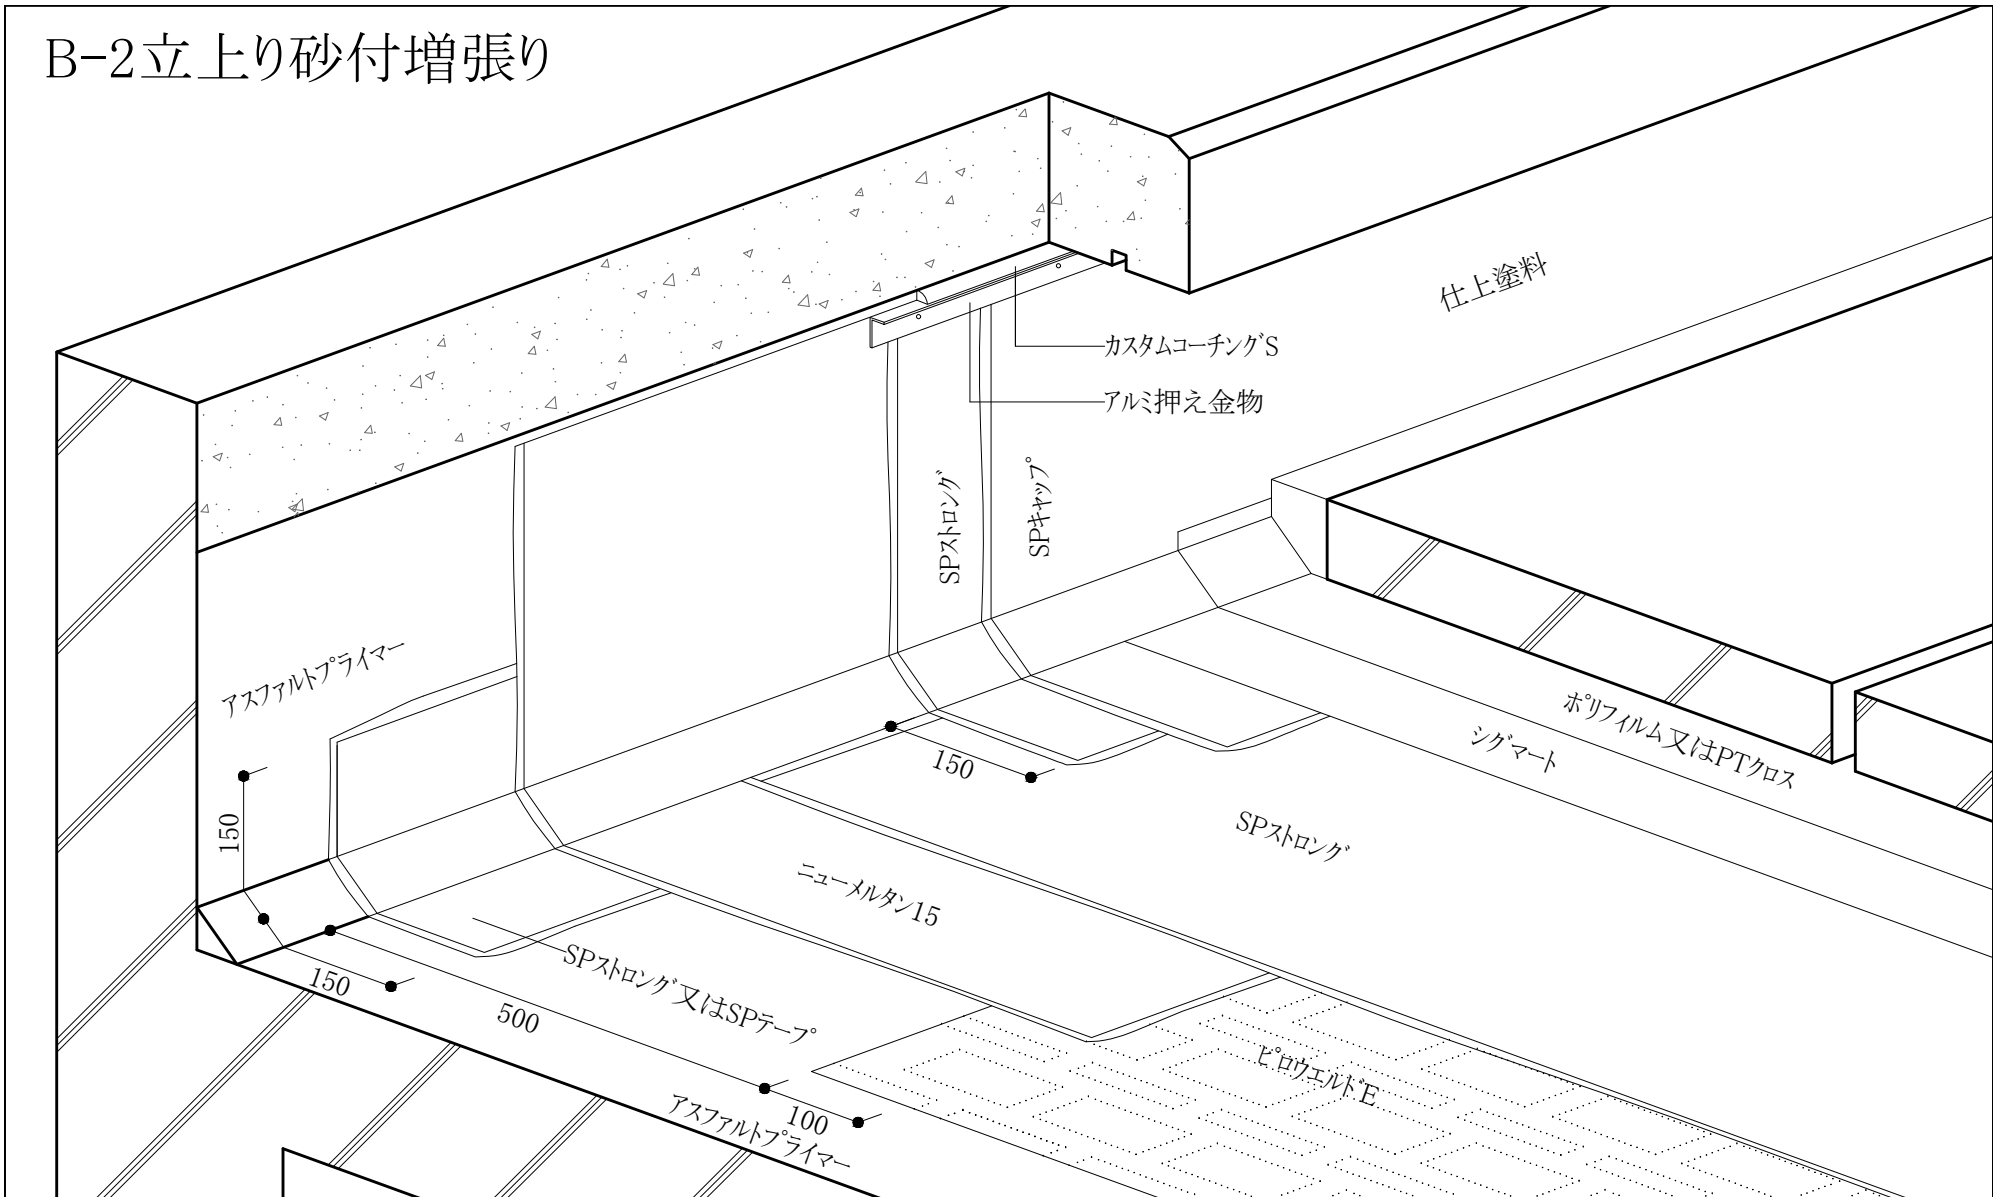 B-2立上り砂付増張り
仕上塗料
カスタムコーチングS
アルミ押え金物
SPストロング
SPキャップ
アスファルトプライマー
ポリフィルム又はPTクロス
シグマート
150
SPストロング
150
ニューメルタン15
SPストロング又はSPテープ
150
500
ピロウエルドE
100
アスファルトプライマー